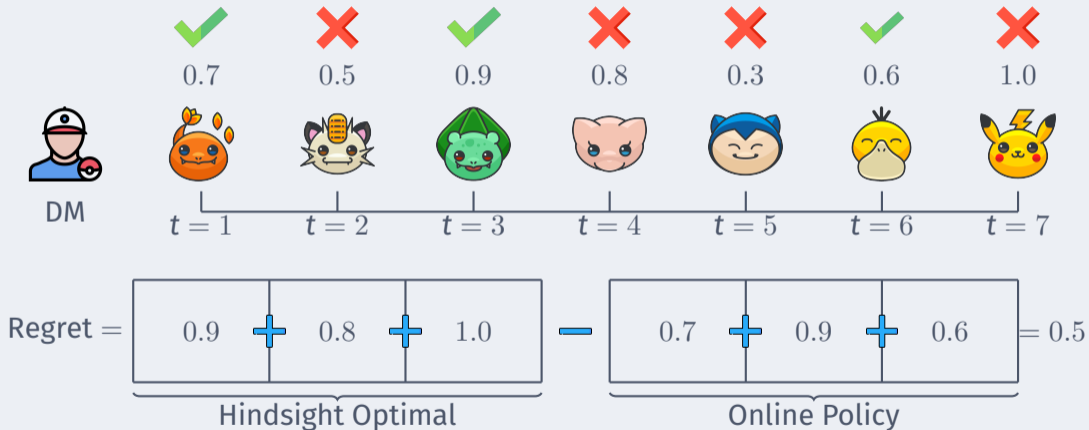 0.7 0.5 0.9 0.8 0.3 0.6 1.0
DM
t = 1 t = 2 t = 3 t = 4 t = 5 t = 6 t = 7
Regret = 0.9 + 0.8 + 1.0 − 0.7 + 0.9 + 0.6 = 0.5
Hindsight Optimal Online Policy